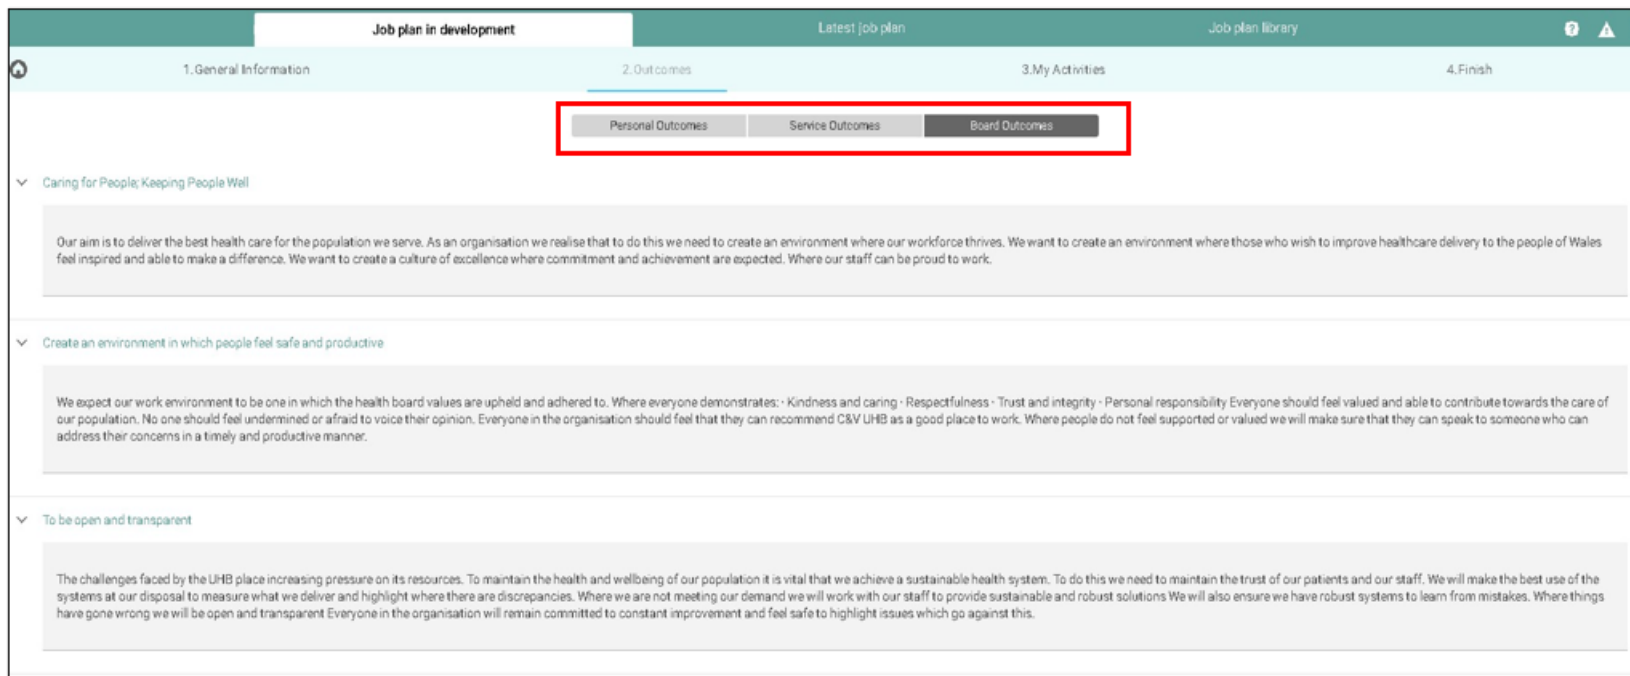 Job plan in development Latest job plan Job plan library
1.General Information 2.Outcomes 3.My Activities 4.Finish
Personal Outcomes Service Outcomes Board Outcomes
Caring for People; Keeping People Well
Our aim is to deliver the best health care for the population we serve. As an organisation we realise that to do this we need to create an environment where our workforce thrives. We want to create an environment where those who wish to improve healthcare delivery to the people of Wales
feel inspired and able to make a difference. We want to create a culture of excellence where commitment and achievement are expected. Where our staff can be proud to work.
Create an environment in which people feel safe and productive
We expect our work environment to be one in which the health board values are upheld and adhered to. Where everyone demonstrates: · Kindness and caring · Respectfulness · Trust and integrity · Personal responsibility Everyone should feel valued and able to contribute towards the care of
our population. No one should feel undermined or afraid to voice their opinion. Everyone in the organisation should feel that they can recommend C&V UHB as a good place to work. Where people do not feel supported or valued we will make sure that they can speak to someone who can
address their concerns in a timely and productive manner.
To be open and transparent
The challenges faced by the UHB place increasing pressure on its resources. To maintain the health and wellbeing of our population it is vital that we achieve a sustainable health system. To do this we need to maintain the trust of our patients and our staff. We will make the best use of the
systems at our disposal to measure what we deliver and highlight where there are discrepancies. Where we are not meeting our demand we will work with our staff to provide sustainable and robust solutions We will also ensure we have robust systems to learn from mistakes. Where things
have gone wrong we will be open and transparent Everyone in the organisation will remain committed to constant improvement and feel safe to highlight issues which go against this.